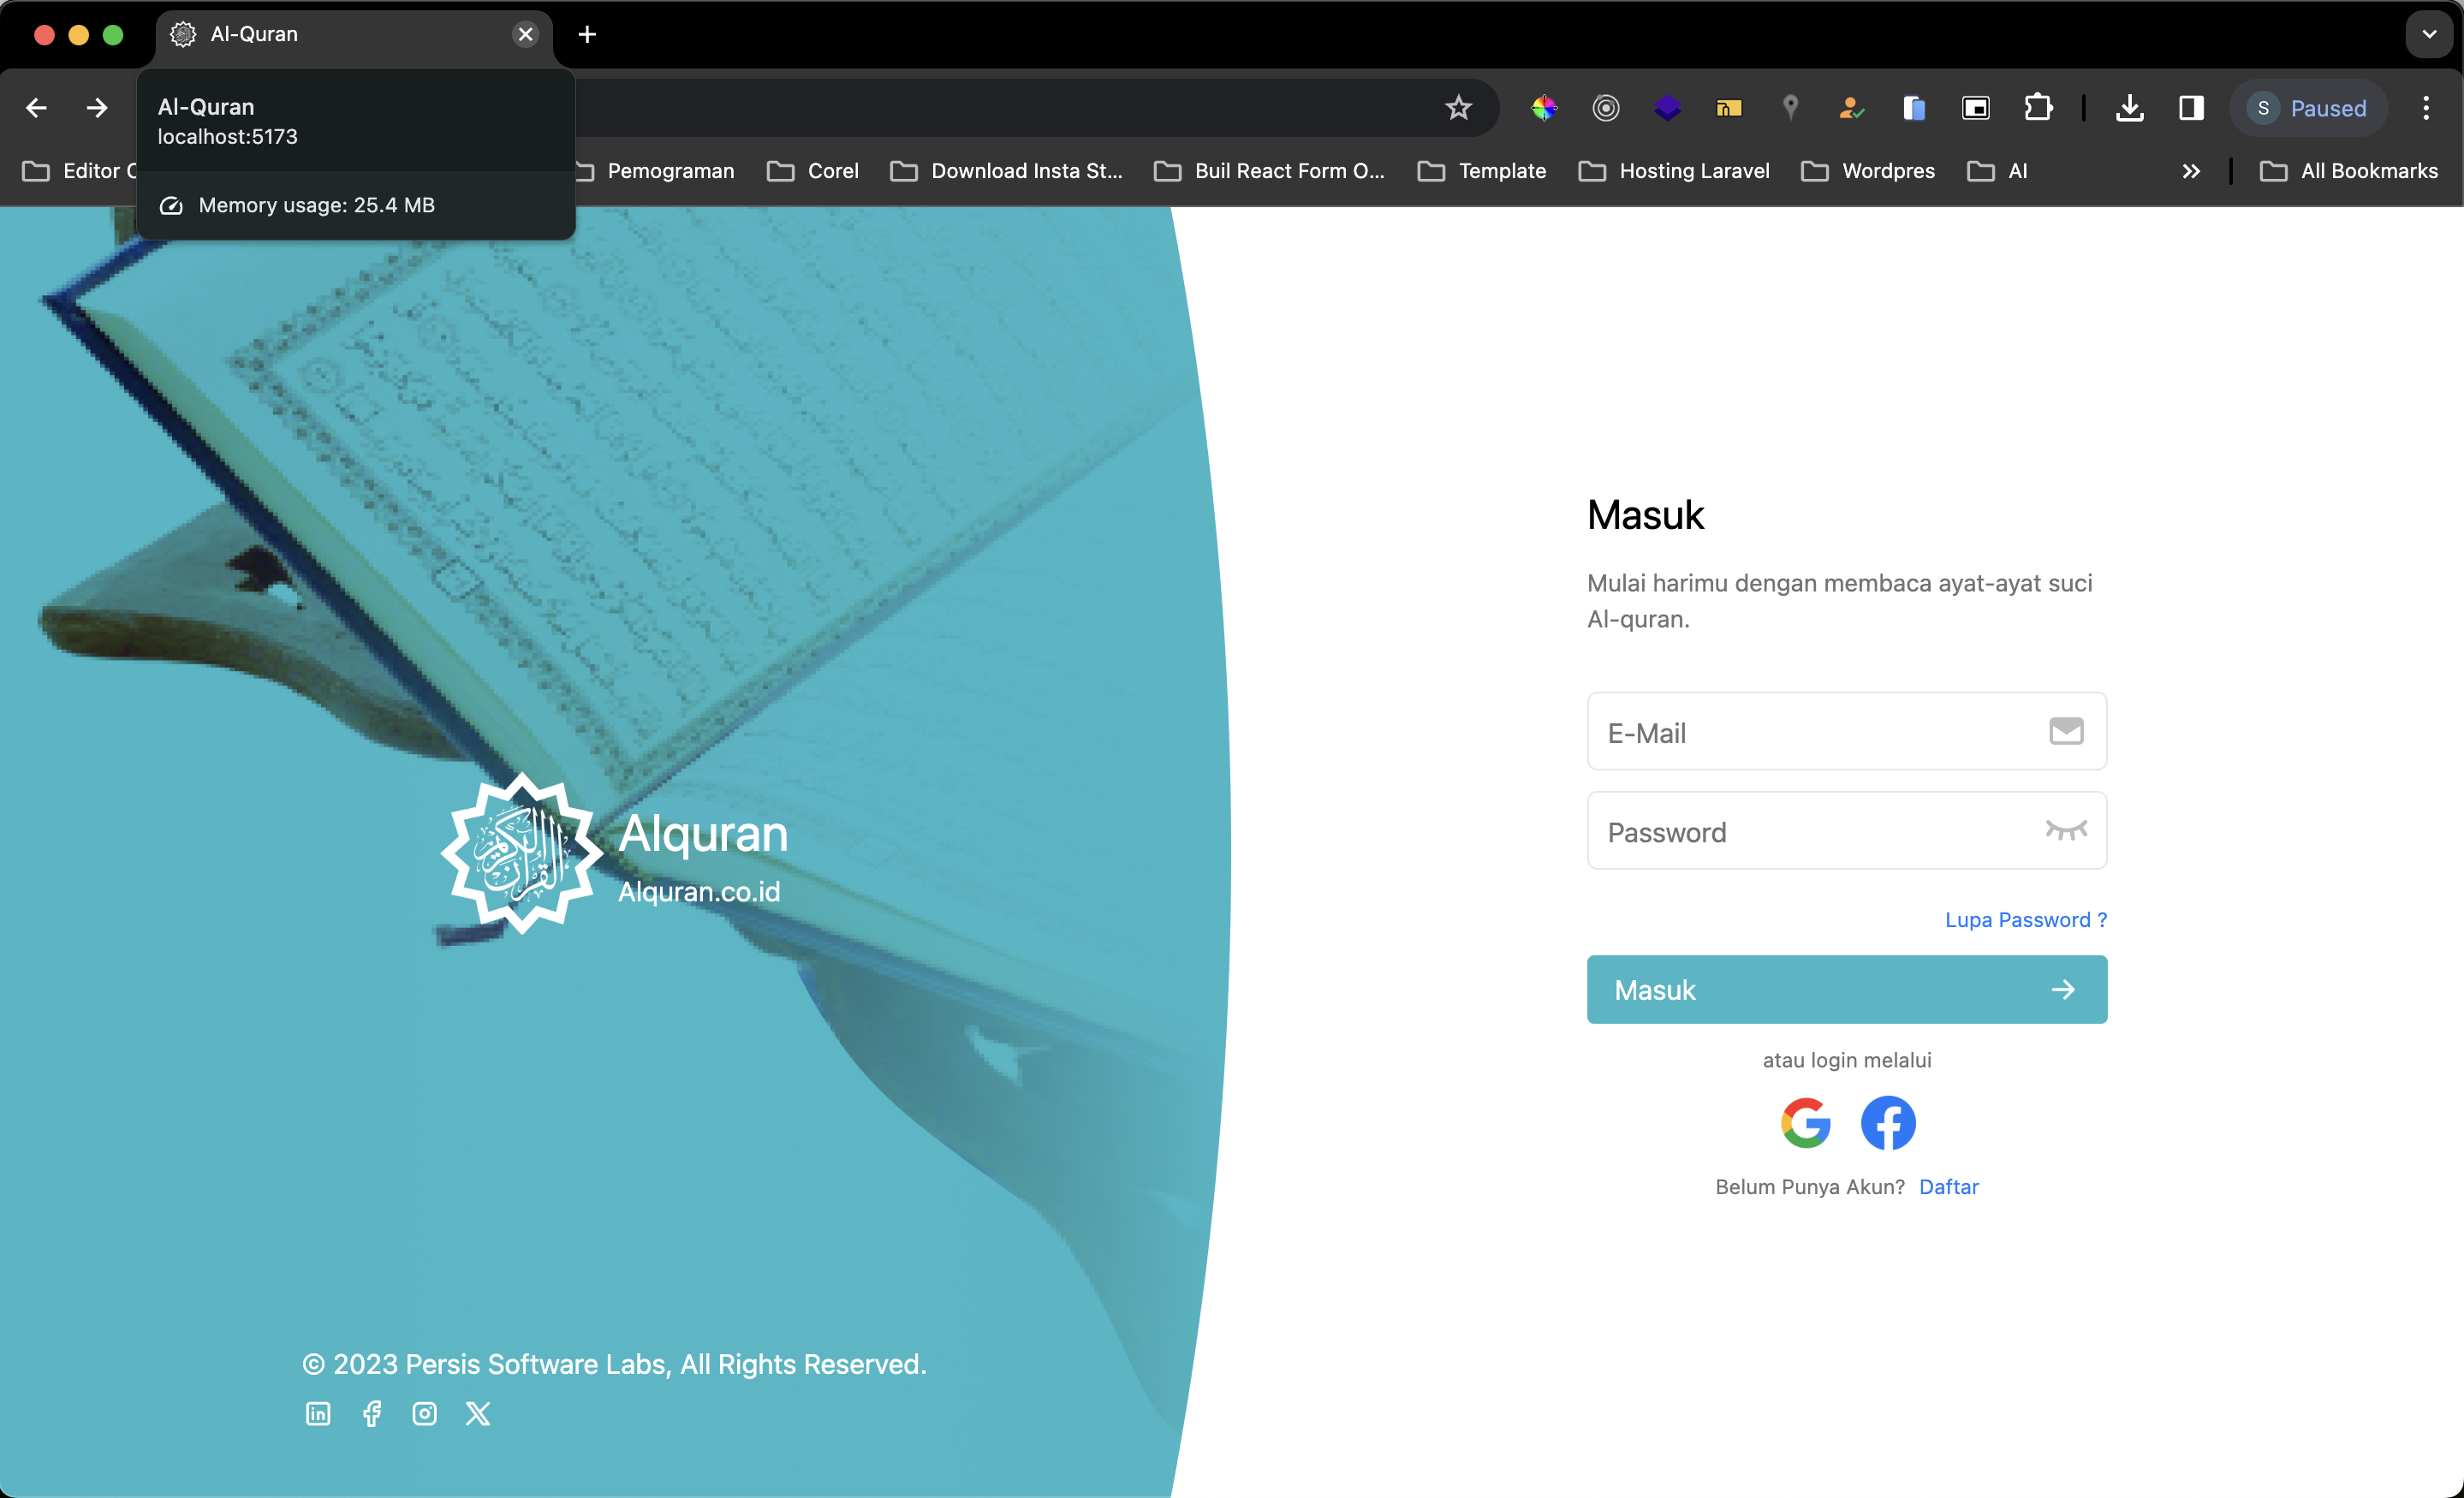 Al-Quran
Al-Quran
localhost:5173
Memory usage: 25.4 MB
S Paused
Editor
Pemograman
Corel
Download Insta St...
Buil React Form O...
Template
Hosting Laravel
Wordpres
AI
All Bookmarks
Alquran
Alquran.co.id
© 2023 Persis Software Labs, All Rights Reserved.
Masuk
Mulai harimu dengan membaca ayat-ayat suci
Al-quran.
E-Mail
Password
Lupa Password ?
Masuk
atau login melalui
Belum Punya Akun? Daftar